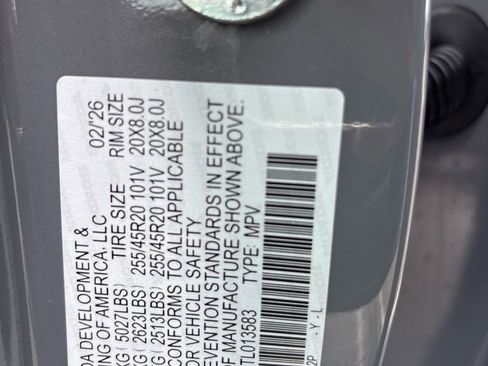 DA DEVELOPMENT &
ING OF AMERICA, LLC 02/'26
TIRE SIZE RIM SIZE
KG ( 5027LBS)
KG ( 2623LBS) 255/45R20 101V 20X8.0J
KG ( 2513LBS) 255/45R20 101V 20X8.0J
CONFORMS TO ALL APPLICABLE
OR VEHICLE SAFETY
EVENTION STANDARDS IN EFFECT
OF MANUFACTURE SHOWN ABOVE.
TL013583 TYPE: MPV
2P - Y - L